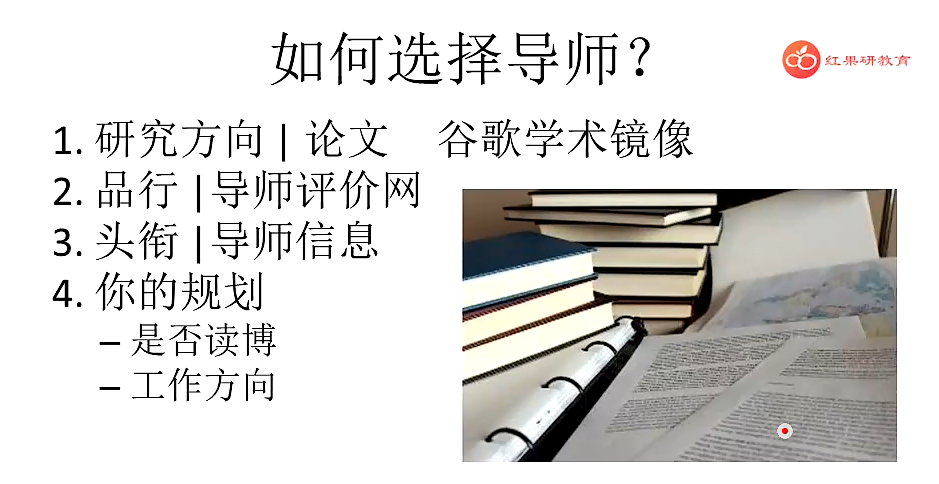 如何选择导师？
红果研教育
1. 研究方向 | 论文 谷歌学术镜像
2. 品行 |导师评价网
3. 头衔 |导师信息
4. 你的规划
– 是否读博
– 工作方向